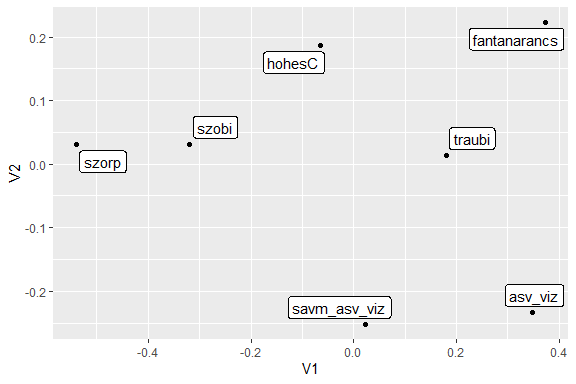 0.2
0.1
0.0
-0.1
-0.2
V2
fantanarancs
hohesC
szobi
traubi
szorp
asv_viz
savm_asv_viz
-0.4
-0.2
0.0
0.2
0.4
V1